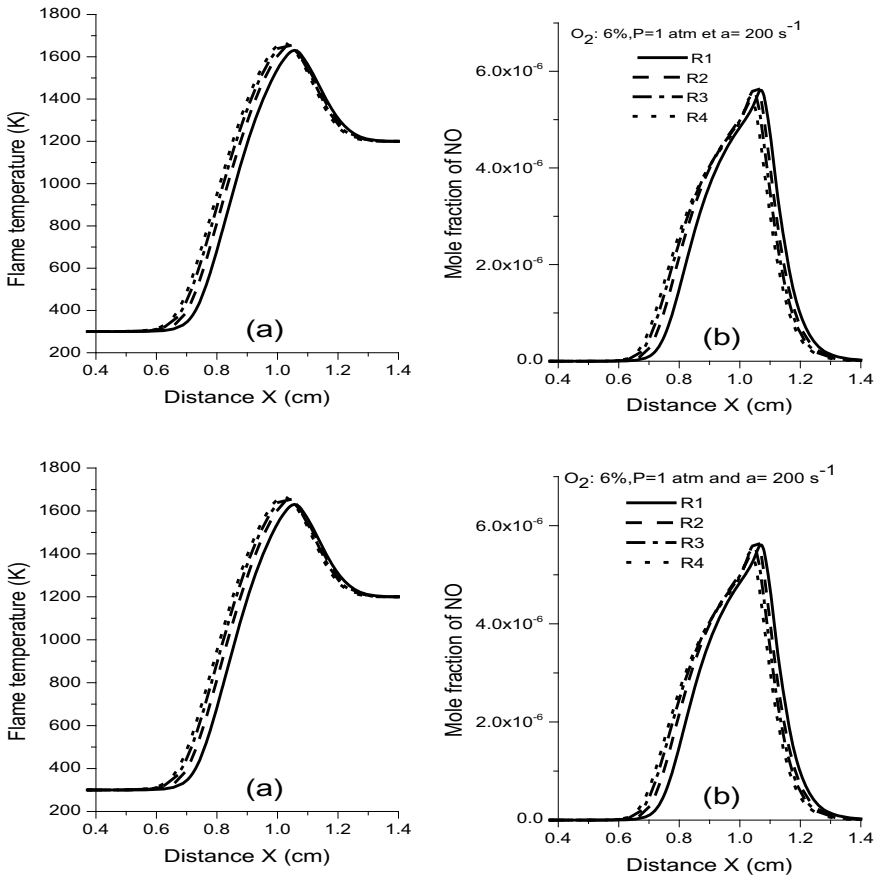 1800
1600
1400
1200
1000
800
600
400
200
0.4 0.6 0.8 1.0 1.2 1.4
Flame temperature (K)
Distance X (cm)
(a)
O2: 6%,P=1 atm et a= 200 s-1
R1
R2
R3
R4
6.0x10-6
4.0x10-6
2.0x10-6
0.0
0.4 0.6 0.8 1.0 1.2 1.4
Mole fraction of NO
Distance X (cm)
(b)
1800
1600
1400
1200
1000
800
600
400
200
0.4 0.6 0.8 1.0 1.2 1.4
Flame temperature (K)
Distance X (cm)
(a)
O2: 6%,P=1 atm and a= 200 s-1
R1
R2
R3
R4
6.0x10-6
4.0x10-6
2.0x10-6
0.0
0.4 0.6 0.8 1.0 1.2 1.4
Mole fraction of NO
Distance X (cm)
(b)